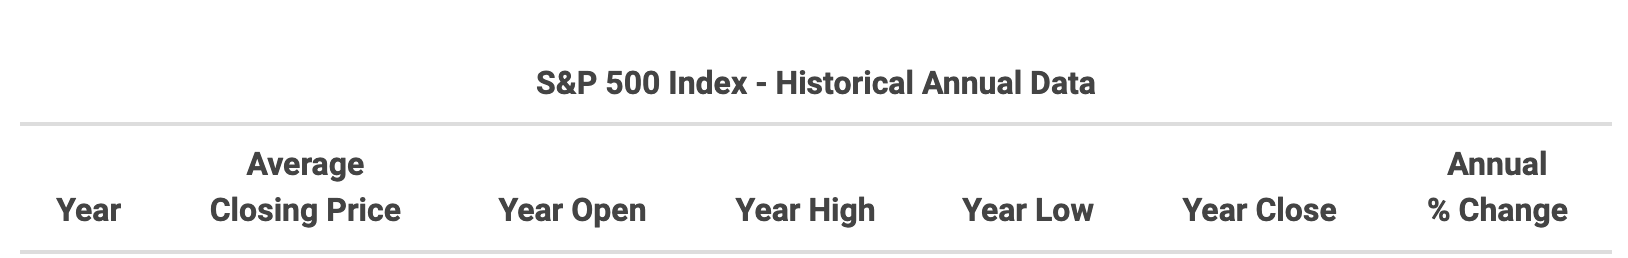 S&P 500 Index - Historical Annual Data
Average Annual
Year Closing Price Year Open Year High Year Low Year Close % Change